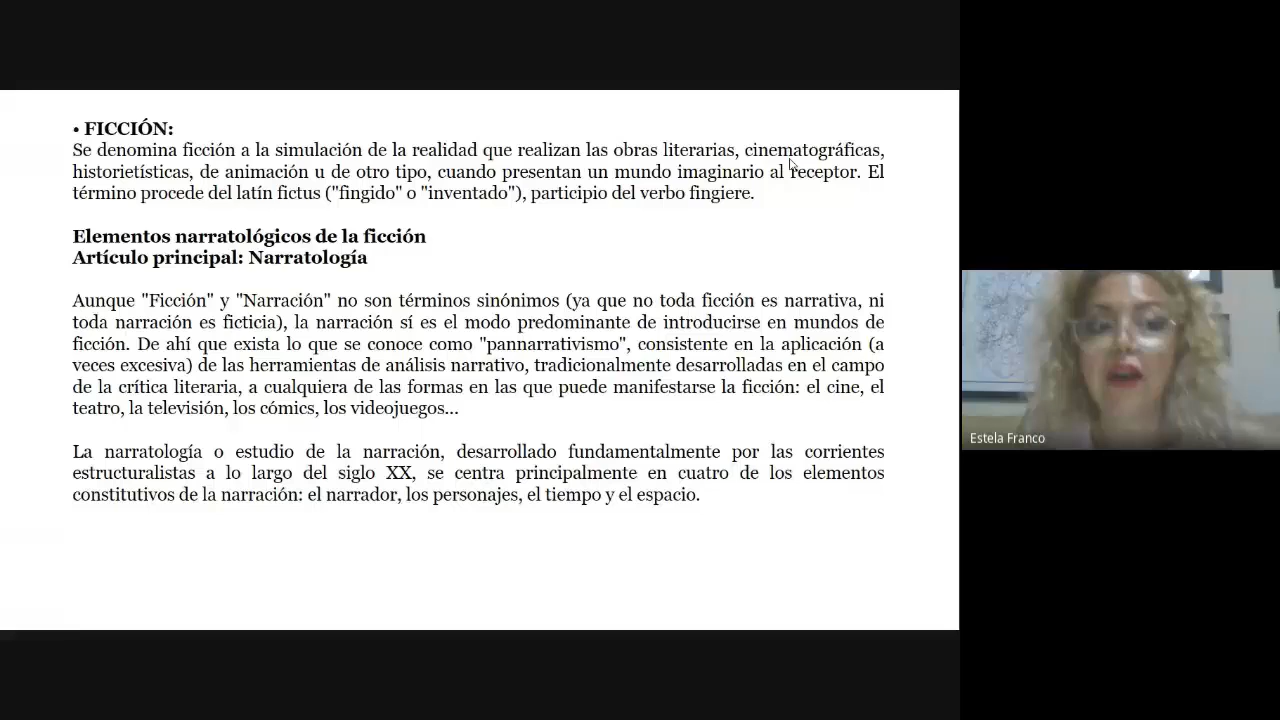 • FICCIÓN:
Se denomina ficción a la simulación de la realidad que realizan las obras literarias, cinematográficas,
historietísticas, de animación u de otro tipo, cuando presentan un mundo imaginario al receptor. El
término procede del latín fictus ("fingido" o "inventado"), participio del verbo fingiere.
Elementos narratológicos de la ficción
Artículo principal: Narratología
Aunque "Ficción" y "Narración" no son términos sinónimos (ya que no toda ficción es narrativa, ni
toda narración es ficticia), la narración sí es el modo predominante de introducirse en mundos de
ficción. De ahí que exista lo que se conoce como "pannarrativismo", consistente en la aplicación (a
veces excesiva) de las herramientas de análisis narrativo, tradicionalmente desarrolladas en el campo
de la crítica literaria, a cualquiera de las formas en las que puede manifestarse la ficción: el cine, el
teatro, la televisión, los cómics, los videojuegos...
La narratología o estudio de la narración, desarrollado fundamentalmente por las corrientes
estructuralistas a lo largo del siglo XX, se centra principalmente en cuatro de los elementos
constitutivos de la narración: el narrador, los personajes, el tiempo y el espacio.
Estela Franco